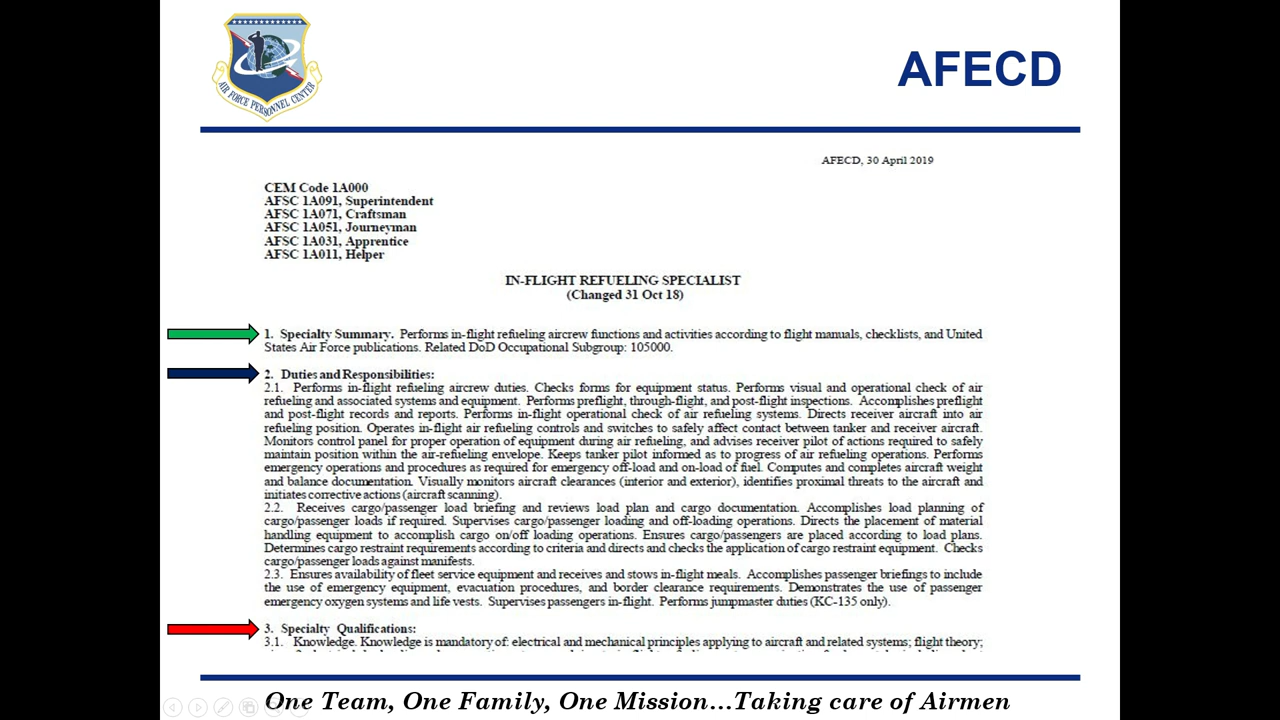 AIR FORCE PERSONNEL CENTER
AFECD
AFECD, 30 April 2019
CEM Code 1A000
AFSC 1A091, Superintendent
AFSC 1A071, Craftsman
AFSC 1A051, Journeyman
AFSC 1A031, Apprentice
AFSC 1A011, Helper
IN-FLIGHT REFUELING SPECIALIST
(Changed 31 Oct 18)
1. Specialty Summary. Performs in-flight refueling aircrew functions and activities according to flight manuals, checklists, and United
States Air Force publications. Related DoD Occupational Subgroup: 105000.
2. Duties and Responsibilities:
2.1. Performs in-flight refueling aircrew duties. Checks forms for equipment status. Performs visual and operational check of air
refueling and associated systems and equipment. Performs preflight, through-flight, and post-flight inspections. Accomplishes preflight
and post-flight records and reports. Performs in-flight operational check of air refueling systems. Directs receiver aircraft into air
refueling position. Operates in-flight air refueling controls and switches to safely affect contact between tanker and receiver aircraft.
Monitors control panel for proper operation of equipment during air refueling, and advises receiver pilot of actions required to safely
maintain position within the air-refueling envelope. Keeps tanker pilot informed as to progress of air refueling operations. Performs
emergency operations and procedures as required for emergency off-load and on-load of fuel. Computes and completes aircraft weight
and balance documentation. Visually monitors aircraft clearances (interior and exterior), identifies proximal threats to the aircraft and
initiates corrective actions (aircraft scanning).
2.2. Receives cargo/passenger load briefing and reviews load plan and cargo documentation. Accomplishes load planning of
cargo/passenger loads if required. Supervises cargo/passenger loading and off-loading operations. Directs the placement of material
handling equipment to accomplish cargo on/off loading operations. Ensures cargo/passengers are placed according to load plans.
Determines cargo restraint requirements according to criteria and directs and checks the application of cargo restraint equipment. Checks
cargo/passenger loads against manifests.
2.3. Ensures availability of fleet service equipment and receives and stows in-flight meals. Accomplishes passenger briefings to include
the use of emergency equipment, evacuation procedures, and border clearance requirements. Demonstrates the use of passenger
emergency oxygen systems and life vests. Supervises passengers in-flight. Performs jumpmaster duties (KC-135 only).
3. Specialty Qualifications:
3.1. Knowledge. Knowledge is mandatory of: electrical and mechanical principles applying to aircraft and related systems; flight theory;
One Team, One Family, One Mission...Taking care of Airmen